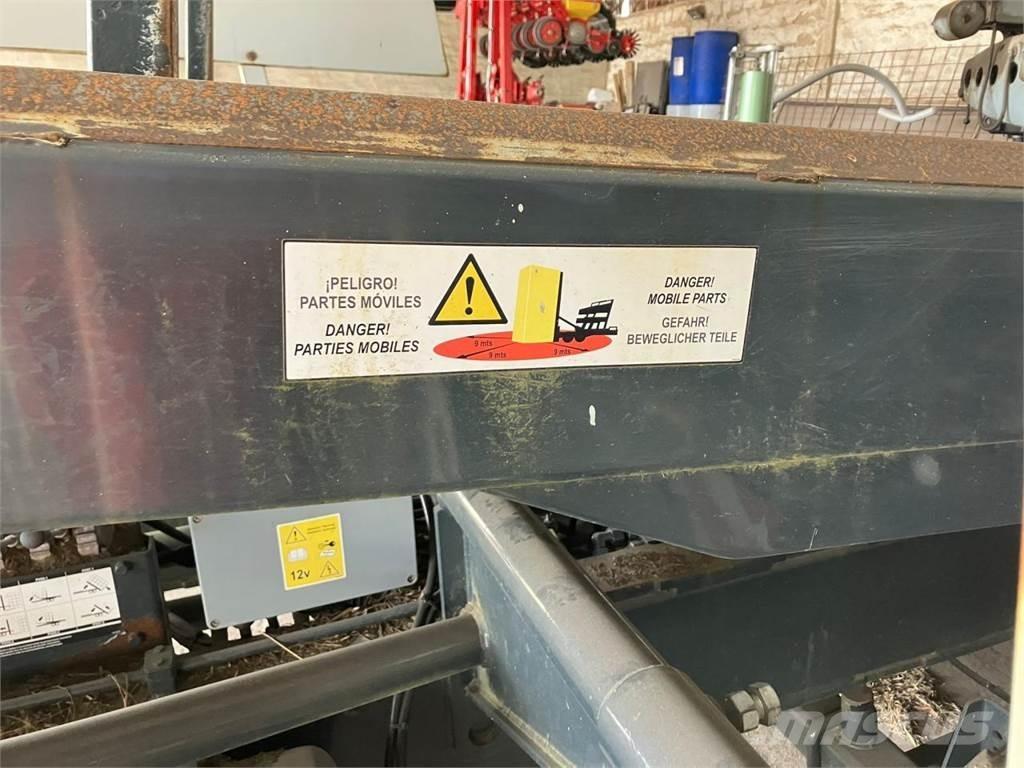 ¡PELIGRO!
PARTES MÓVILES
DANGER!
PARTIES MOBILES
9 mts
9 mts
9 mts
DANGER!
MOBILE PARTS
GEFAHR!
BEWEGLICHER TEILE
12v
MASCUS